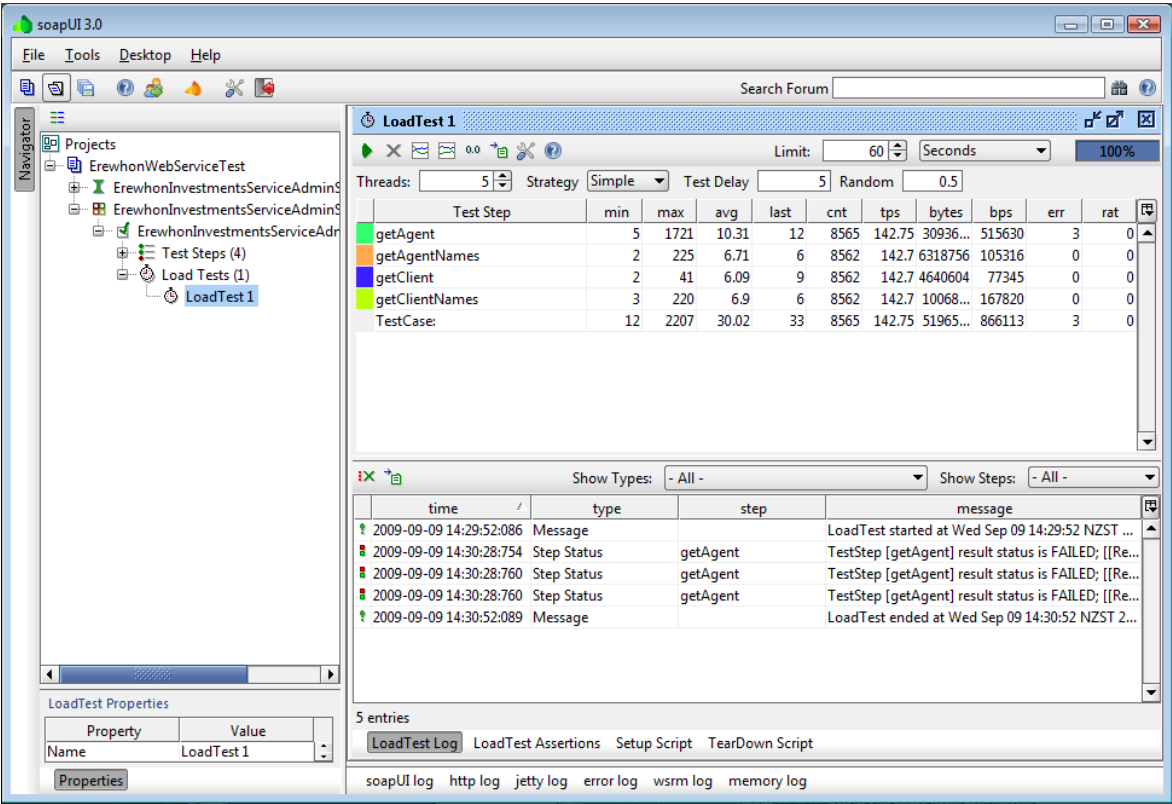 soapUI 3.0
File Tools Desktop Help
Search Forum
Navigator
Projects
ErewhonWebServiceTest
ErewhonInvestmentsServiceAdminS
ErewhonInvestmentsServiceAdminS
ErewhonInvestmentsServiceAdr
Test Steps (4)
Load Tests (1)
LoadTest 1
LoadTest Properties
Property Value
Name LoadTest 1
Properties
LoadTest 1
0.0 Limit: 60 Seconds 100%
Threads: 5 Strategy Simple Test Delay 5 Random 0.5
Test Step min max avg last cnt tps bytes bps err rat
getAgent 5 1721 10.31 12 8565 142.75 30936... 515630 3 0
getAgentNames 2 225 6.71 6 8562 142.7 6318756 105316 0 0
getClient 2 41 6.09 9 8562 142.7 4640604 77345 0 0
getClientNames 3 220 6.9 6 8562 142.7 10068... 167820 0 0
TestCase: 12 2207 30.02 33 8565 142.75 51965... 866113 3 0
Show Types: - All - Show Steps: - All -
time type step message
2009-09-09 14:29:52:086 Message LoadTest started at Wed Sep 09 14:29:52 NZST ...
2009-09-09 14:30:28:754 Step Status getAgent TestStep [getAgent] result status is FAILED; [[Re...
2009-09-09 14:30:28:760 Step Status getAgent TestStep [getAgent] result status is FAILED; [[Re...
2009-09-09 14:30:28:760 Step Status getAgent TestStep [getAgent] result status is FAILED; [[Re...
2009-09-09 14:30:52:089 Message LoadTest ended at Wed Sep 09 14:30:52 NZST 2...
5 entries
LoadTest Log LoadTest Assertions Setup Script TearDown Script
soapUI log http log jetty log error log wsrm log memory log